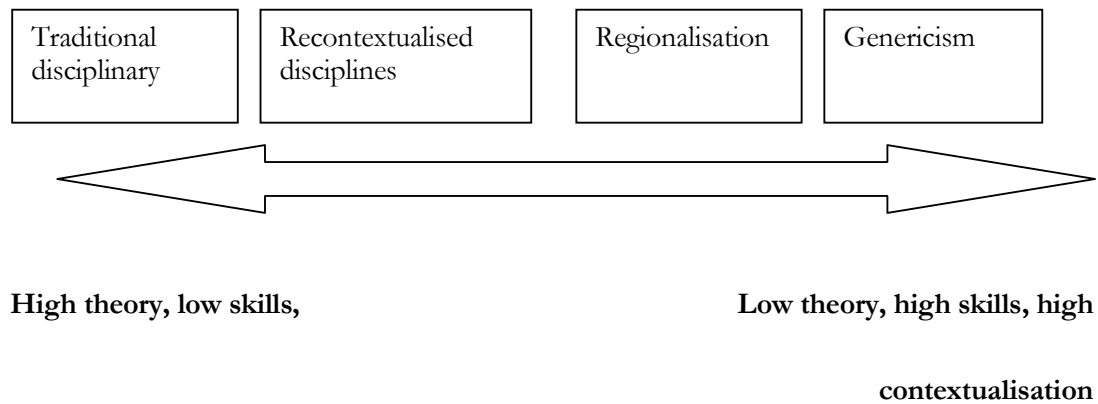 Traditional
disciplinary
Recontextualised
disciplines
Regionalisation
Genericism
High theory, low skills,
Low theory, high skills, high
contextualisation